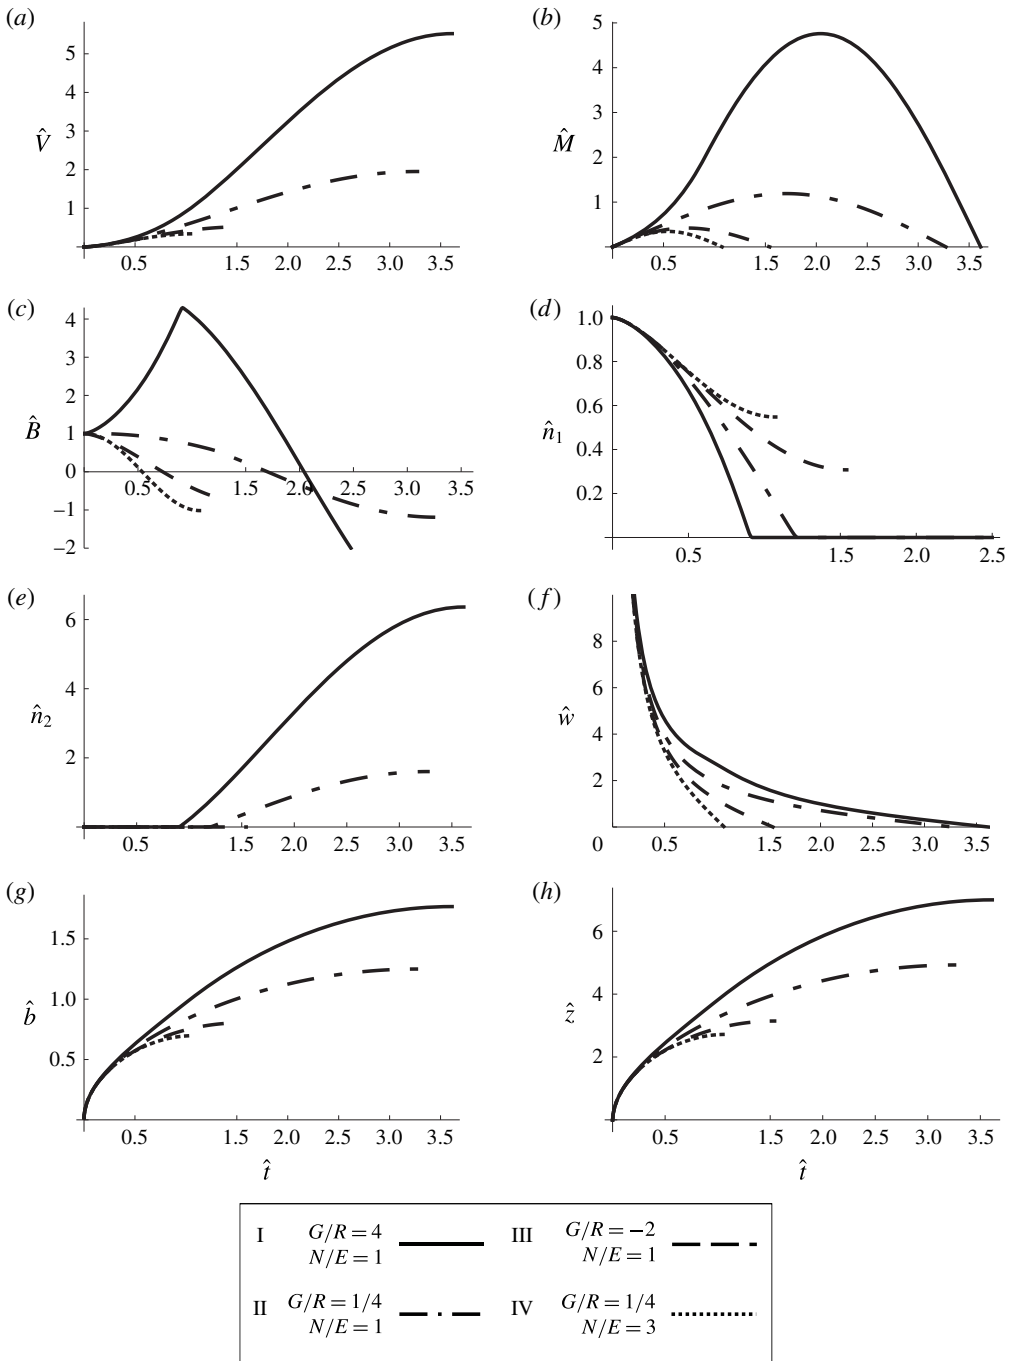 (a)
5
4
3
2
1
V̂
0.5 1.5 2.0 2.5 3.0 3.5
(b)
5
4
3
2
1
M̂
0.5 1.5 2.0 2.5 3.0 3.5
(c)
4
3
2
1
0
−1
−2
B̂
0.5 1.5 2.0 2.5 3.0 3.5
(d)
1.0
0.8
0.6
0.4
0.2
n̂₁
0.5 1.5 2.0 2.5
(e)
6
4
2
n̂₂
0.5 1.5 2.0 2.5 3.0 3.5
(f)
8
6
4
2
0
ŵ
0.5 1.5 2.0 2.5 3.0 3.5
(g)
1.5
1.0
0.5
b̂
0.5 1.5 2.0 2.5 3.0 3.5
t̂
(h)
6
4
2
ẑ
0.5 1.5 2.0 2.5 3.0 3.5
t̂
I G/R = 4
N/E = 1
III G/R = −2
N/E = 1
II G/R = 1/4
N/E = 1
IV G/R = 1/4
N/E = 3